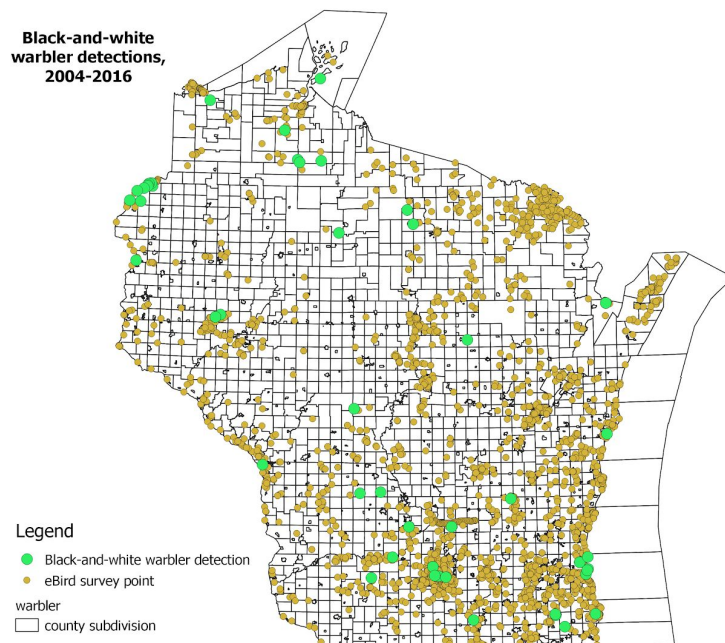 Black-and-white
warbler detections,
2004-2016
Legend
Black-and-white warbler detection
eBird survey point
warbler
county subdivision